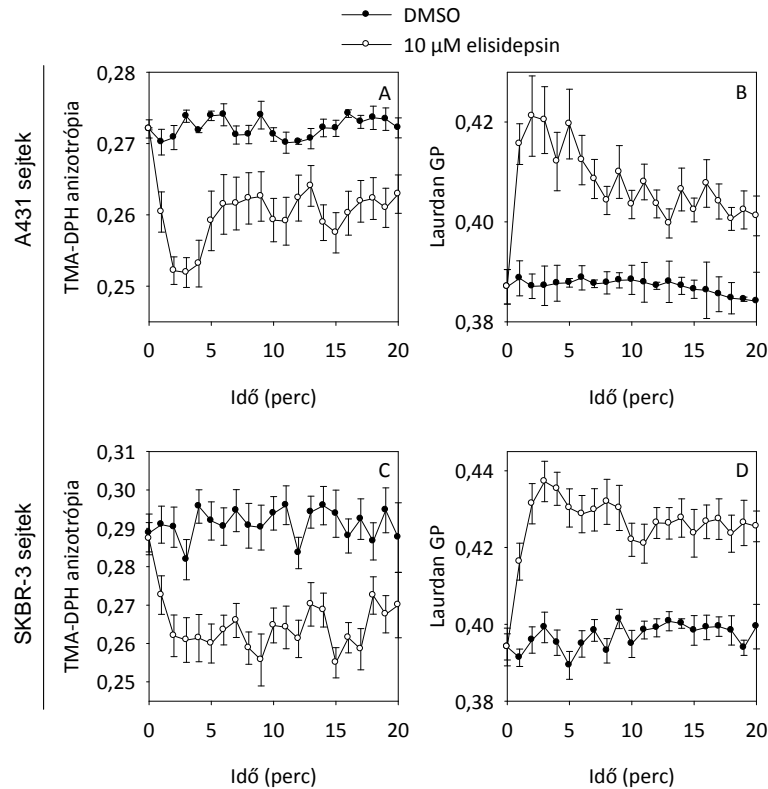 DMSO
10 µM elisidepsin
A431 sejtek
A
TMA-DPH anizotrópia
0,28
0,27
0,26
0,25
0 5 10 15 20
Idő (perc)
B
Laurdan GP
0,42
0,40
0,38
0 5 10 15 20
Idő (perc)
SKBR-3 sejtek
C
TMA-DPH anizotrópia
0,31
0,30
0,29
0,28
0,27
0,26
0,25
0 5 10 15 20
Idő (perc)
D
Laurdan GP
0,44
0,42
0,40
0,38
0 5 10 15 20
Idő (perc)